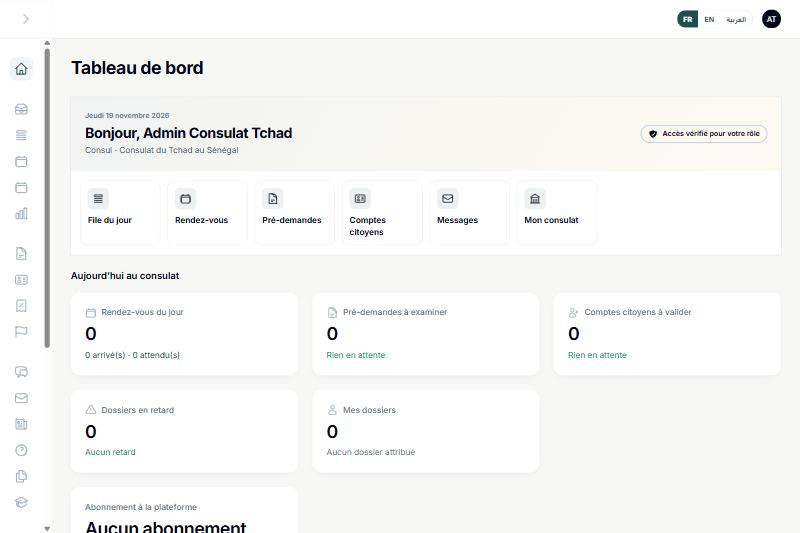 FR EN العربية AT
Tableau de bord
Jeudi 19 novembre 2026
Bonjour, Admin Consulat Tchad
Consul · Consulat du Tchad au Sénégal
Accès vérifié pour votre rôle
File du jour
Rendez-vous
Pré-demandes
Comptes
citoyens
Messages
Mon consulat
Aujourd'hui au consulat
Rendez-vous du jour
0
0 arrivé(s) · 0 attendu(s)
Pré-demandes à examiner
0
Rien en attente
Comptes citoyens à valider
0
Rien en attente
Dossiers en retard
0
Aucun retard
Mes dossiers
0
Aucun dossier attribué
Abonnement à la plateforme
Aucun abonnement